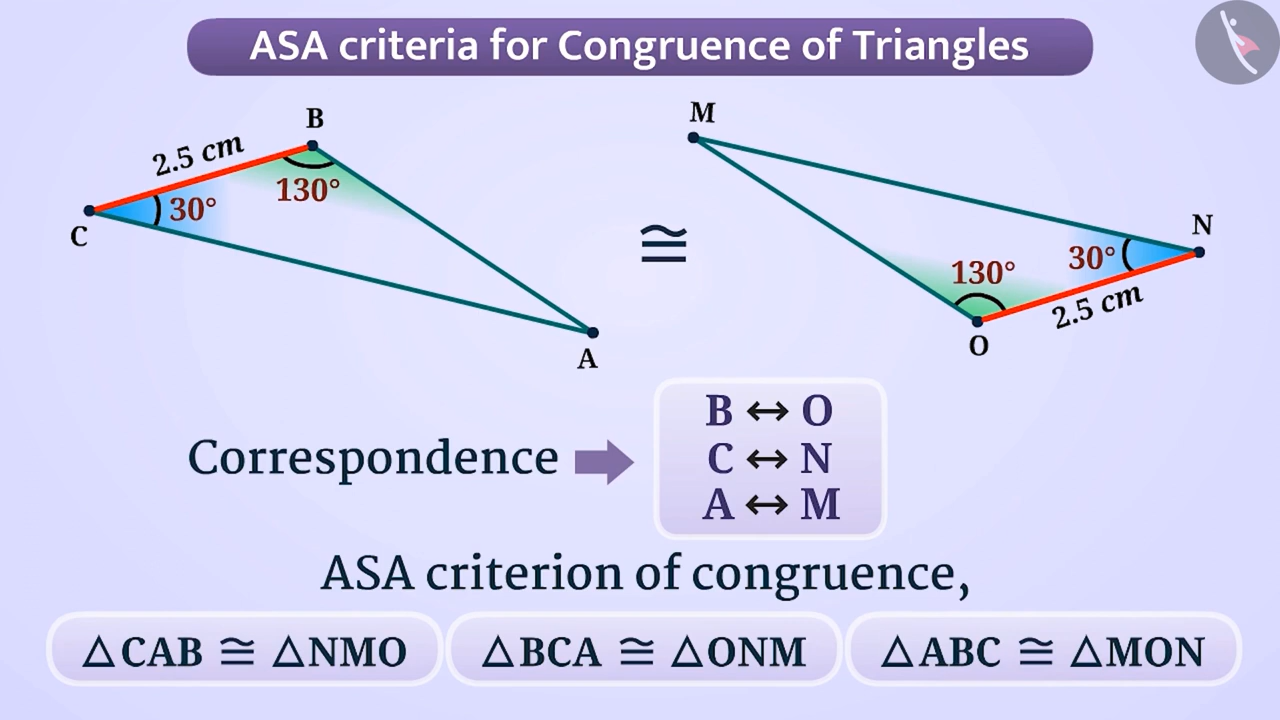 ASA criteria for Congruence of Triangles
B
2.5 cm
130°
30°
C
A
≅
M
N
30°
130°
2.5 cm
O
Correspondence
B ↔ O
C ↔ N
A ↔ M
ASA criterion of congruence,
△CAB ≅ △NMO
△BCA ≅ △ONM
△ABC ≅ △MON